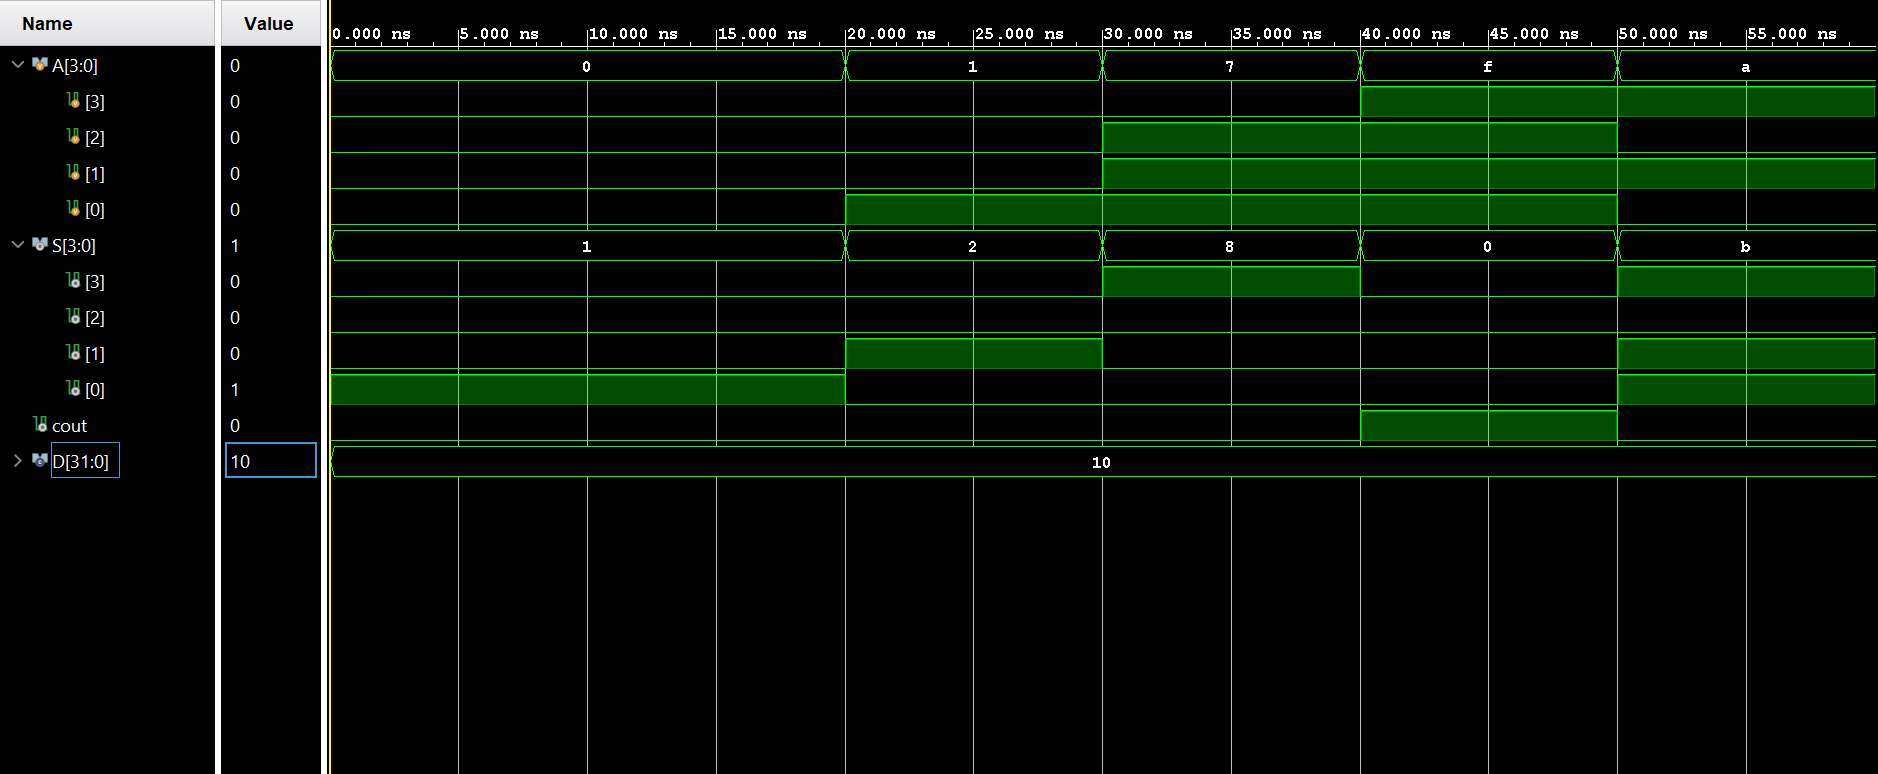 Name Value 0.000 ns 5.000 ns 10.000 ns 15.000 ns 20.000 ns 25.000 ns 30.000 ns 35.000 ns 40.000 ns 45.000 ns 50.000 ns 55.000 ns
A[3:0] 0 0 1 7 f a
[3] 0
[2] 0
[1] 0
[0] 0
S[3:0] 1 1 2 8 0 b
[3] 0
[2] 0
[1] 0
[0] 1
cout 0
D[31:0] 10 10